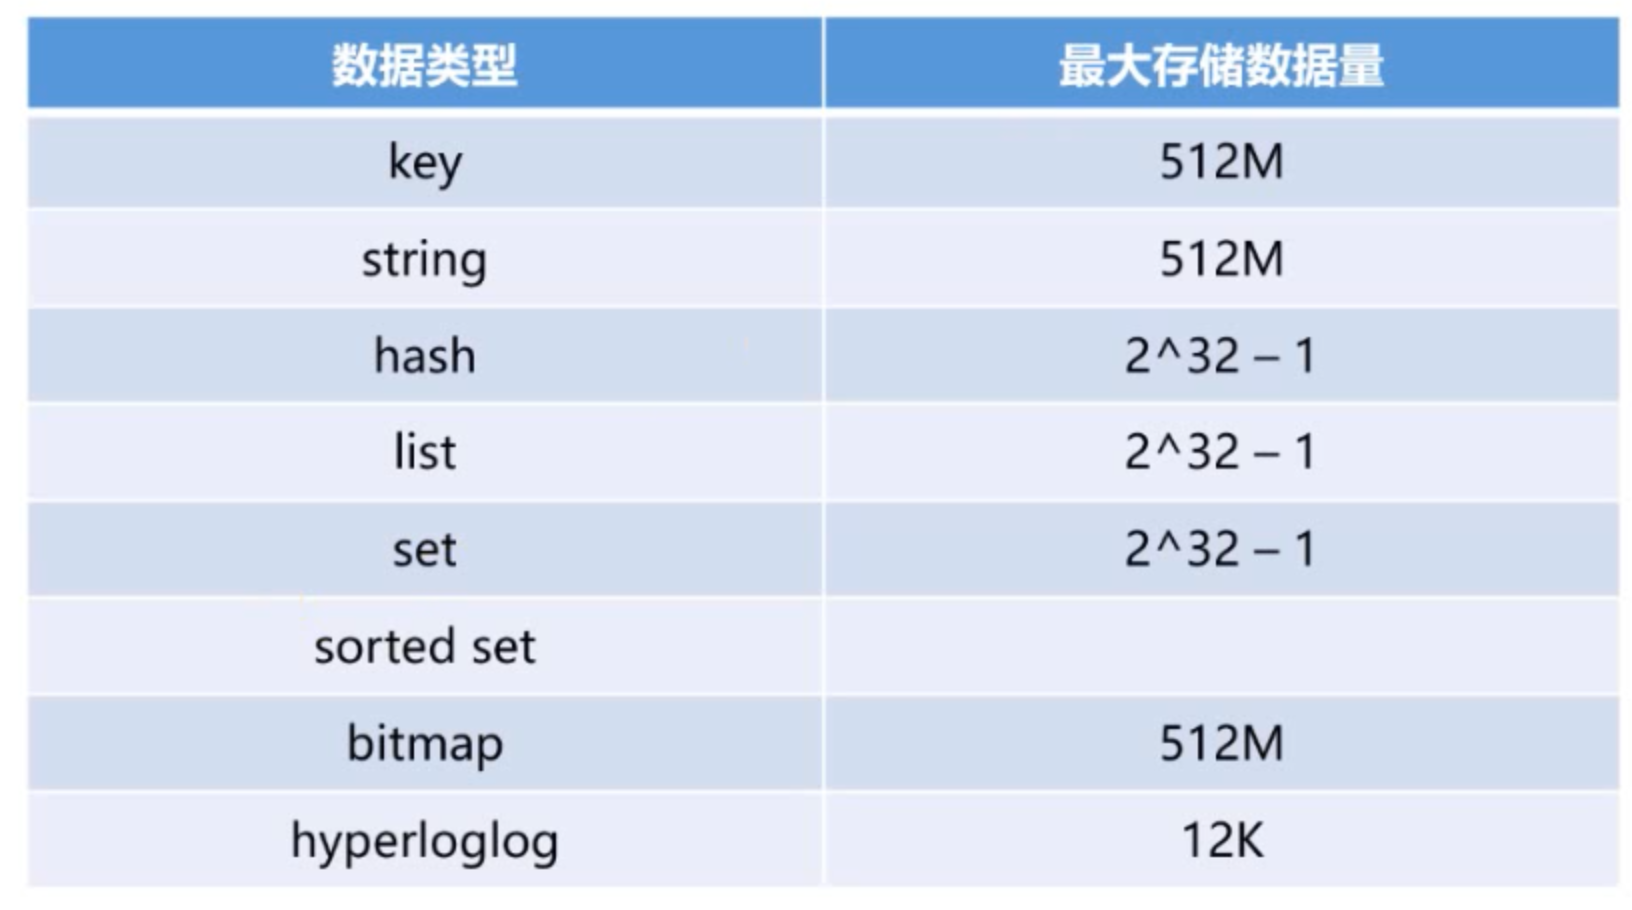 数据类型 最大存储数据量
key 512M
string 512M
hash 2^32 – 1
list 2^32 – 1
set 2^32 – 1
sorted set
bitmap 512M
hyperloglog 12K